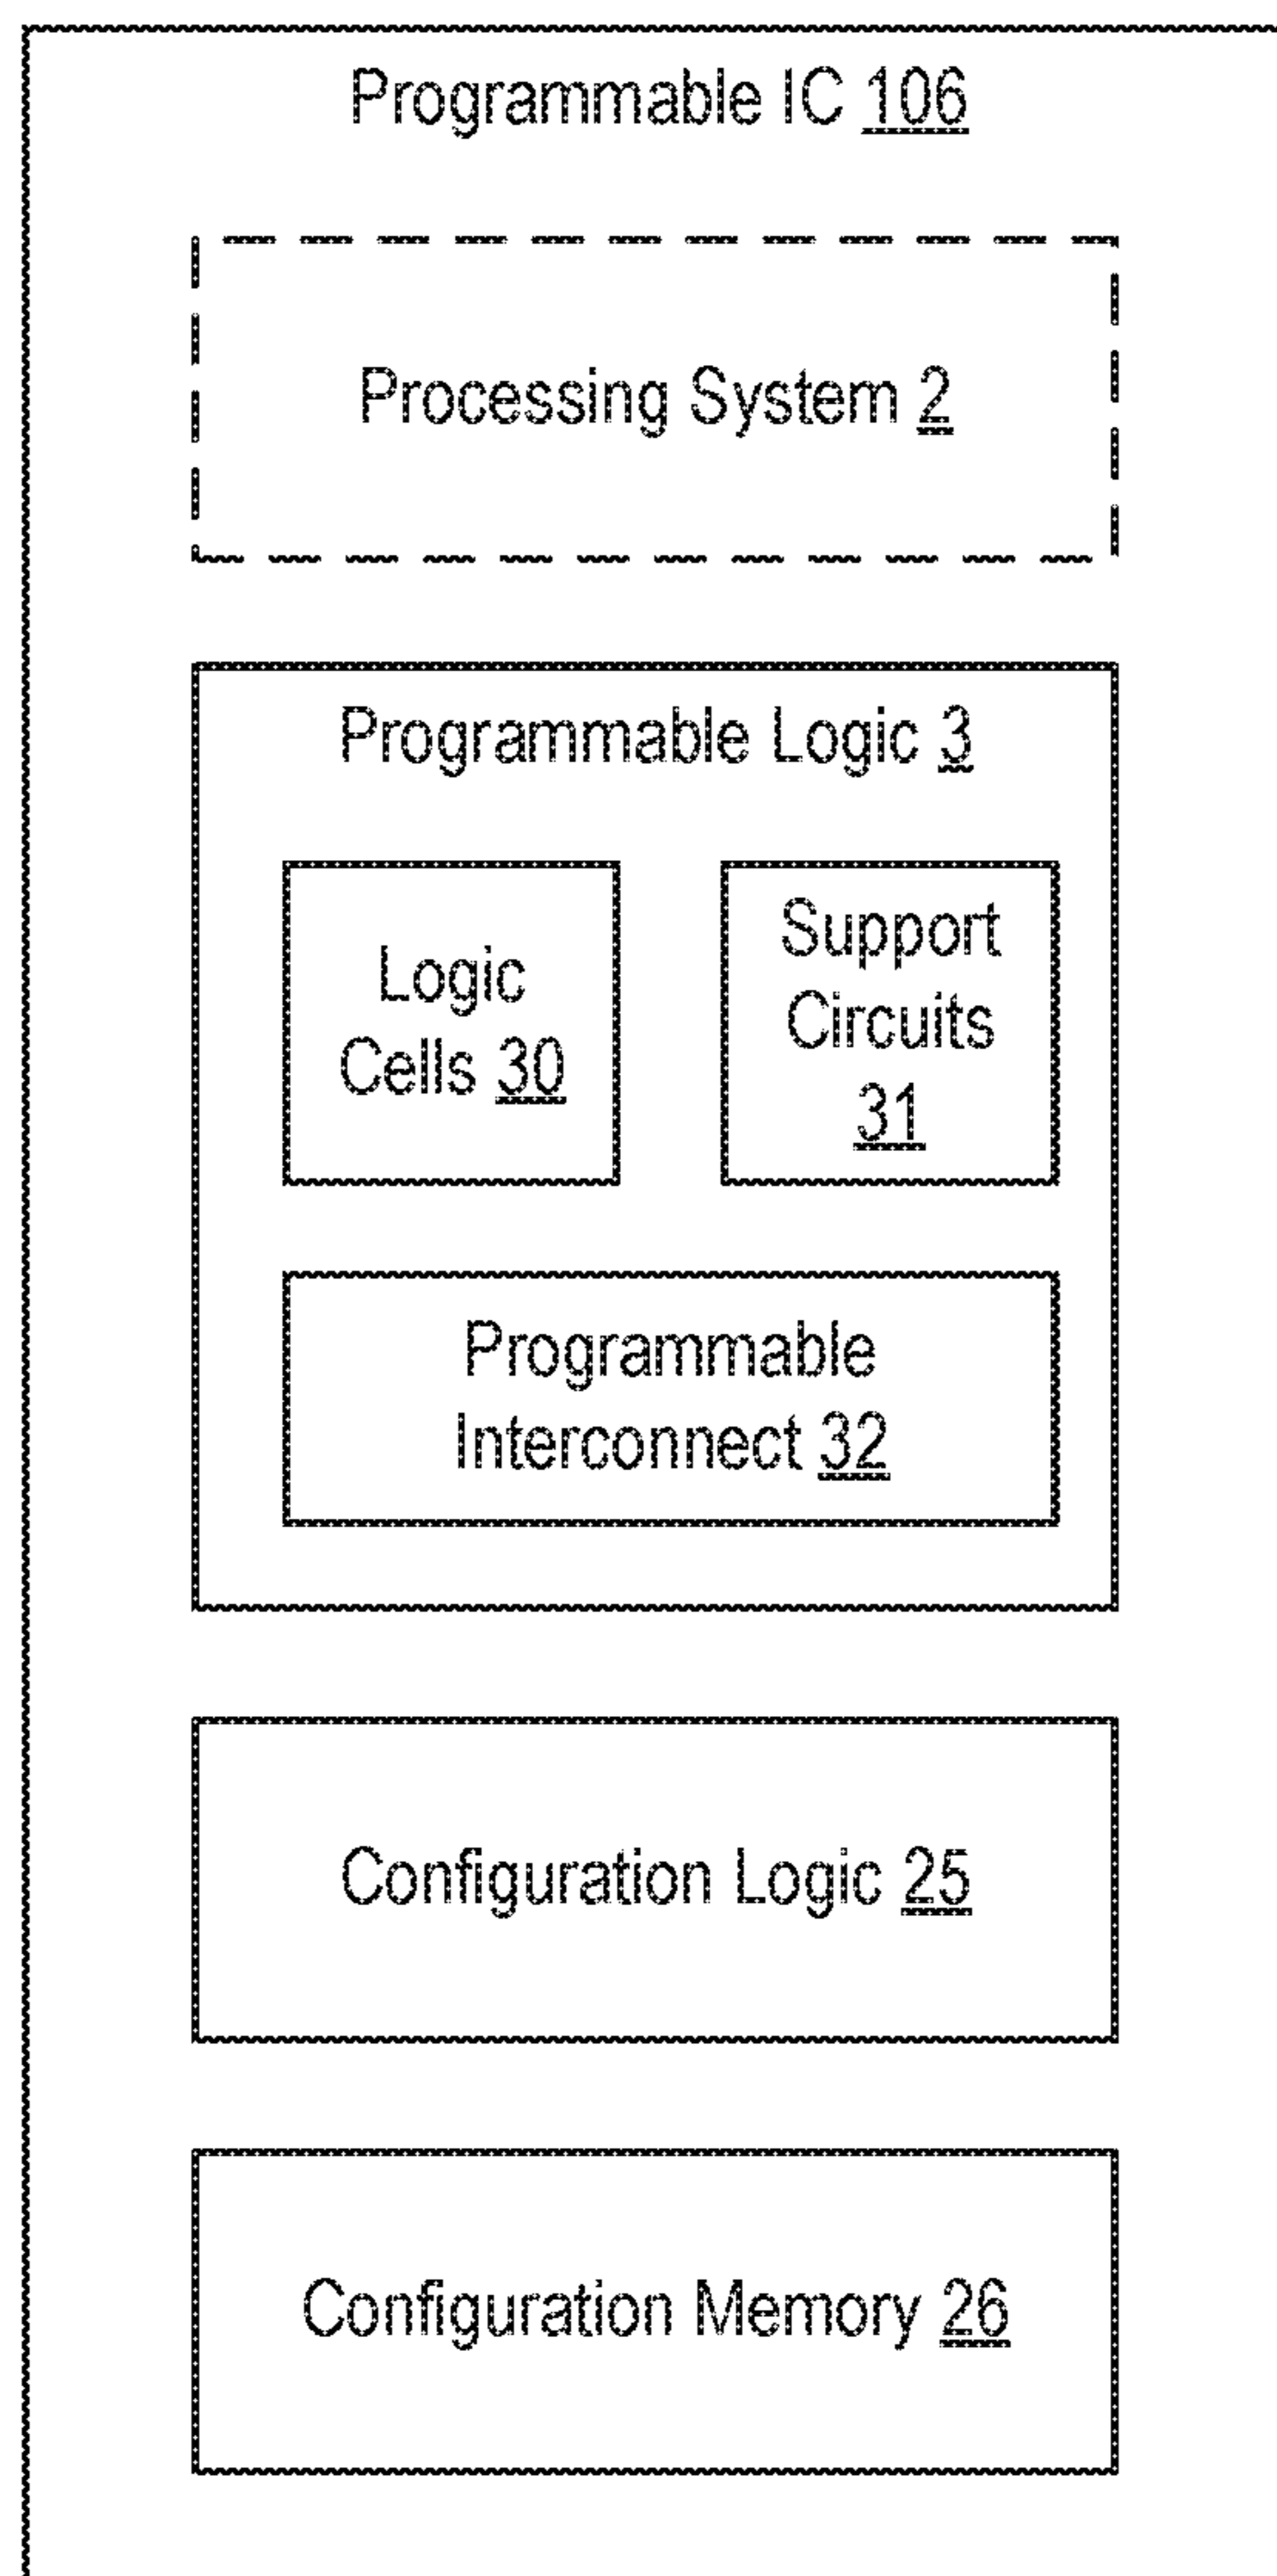 Programmable IC 106
Processing System 2
Programmable Logic 3
Logic
Cells 30
Support
Circuits
31
Programmable
Interconnect 32
Configuration Logic 25
Configuration Memory 26